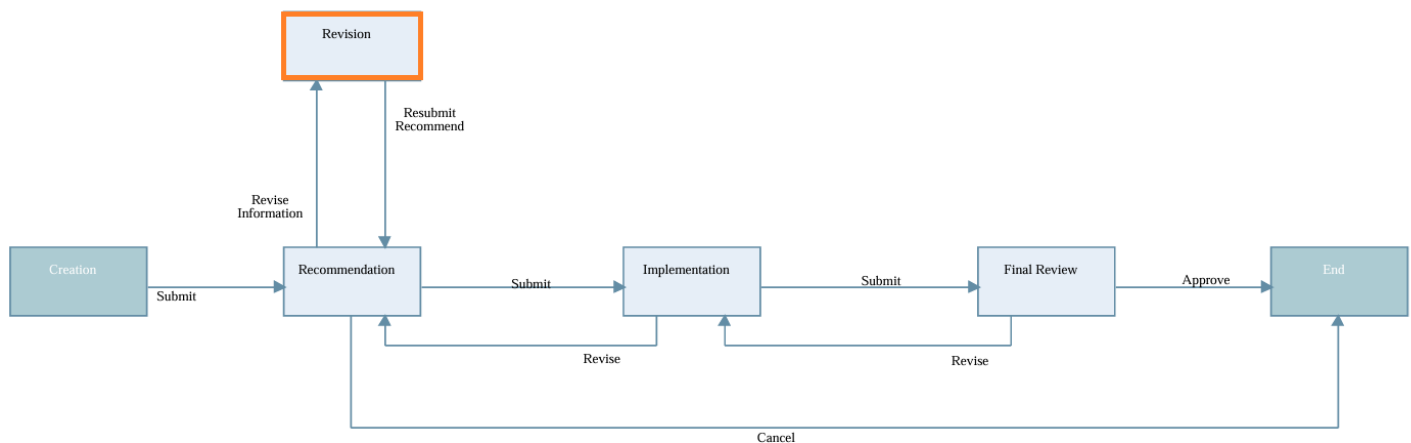 Revision
Resubmit
Recommend
Revise
Information
Creation
Submit
Recommendation
Submit
Implementation
Submit
Final Review
Approve
End
Revise
Revise
Cancel